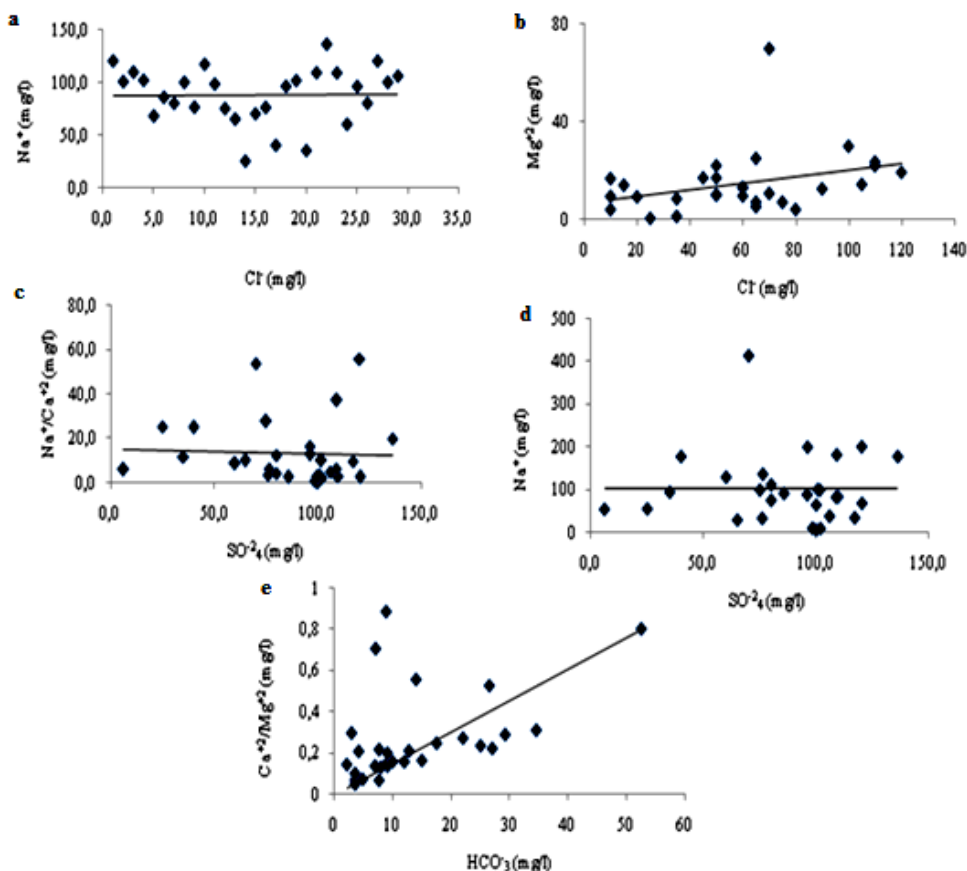 a
Na⁺ (mg/l)
150,0
100,0
50,0
0,0
0,0 5,0 10,0 15,0 20,0 25,0 30,0 35,0
Cl⁻ (mg/l)
b
Mg⁺² (mg/l)
80
60
40
20
0
0 20 40 60 80 100 120 140
Cl⁻ (mg/l)
c
Na⁺/Ca⁺² (mg/l)
80,0
60,0
40,0
20,0
0,0
0 50,0 100,0 150,0
SO⁻²₄ (mg/l)
d
Na⁺ (mg/l)
500
400
300
200
100
0
0,0 50,0 100,0 150,0
SO⁻²₄ (mg/l)
e
Ca⁺²/Mg⁺² (mg/l)
1
0,8
0,6
0,4
0,2
0
0 10 20 30 40 50 60
HCO⁻₃ (mg/l)